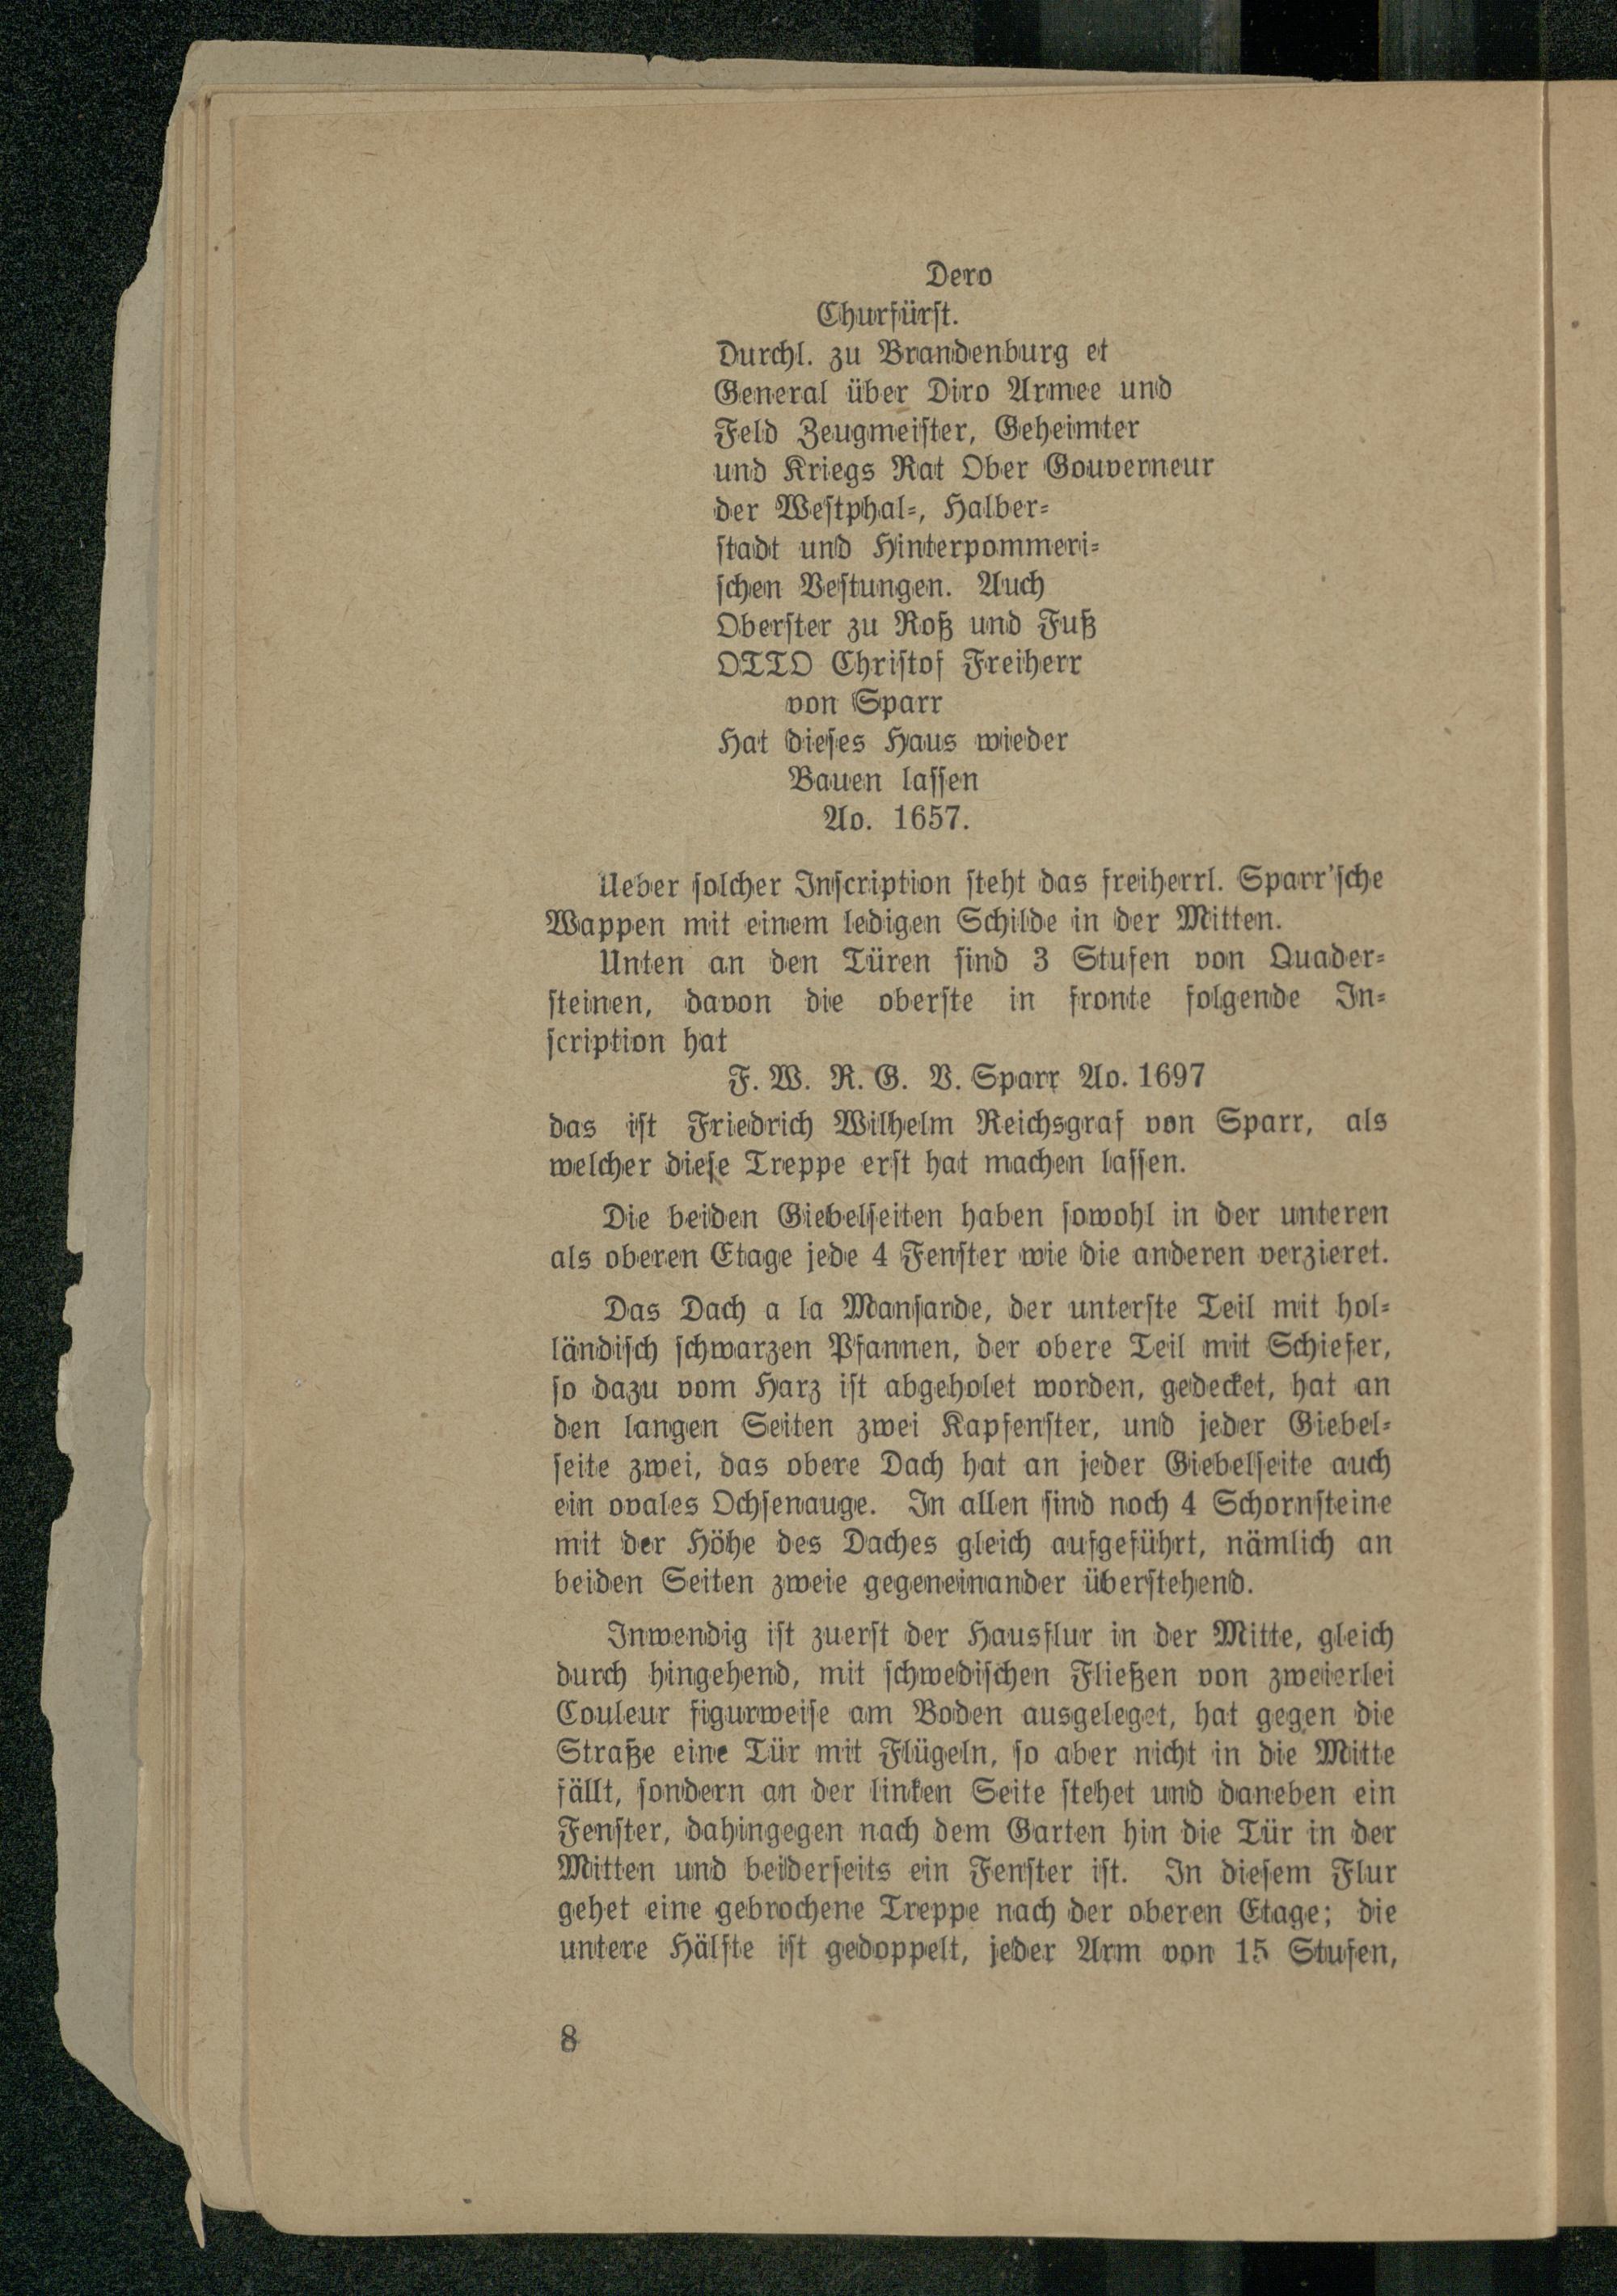 Dero
Churfürst.
Durchl. zu Brandenburg et
General über Diro Armee und
Feld Zeugmeister, Geheimter
und Kriegs Rat Ober Gouverneur
der Westphal-, Halber-
stadt und Hinterpommeri-
schen Vestungen. Auch
Oberster zu Roß und Fuß
OTTO Christof Freiherr
von Sparr
Hat dieses Haus wieder
Bauen lassen
Ao. 1657.
Ueber solcher Inscription steht das freiherrl. Sparr'sche
Wappen mit einem ledigen Schilde in der Mitten.
Unten an den Türen sind 3 Stufen von Quader-
steinen, davon die oberste in fronte folgende In-
scription hat
F. W. R. G. V. Sparr Ao. 1697
das ist Friedrich Wilhelm Reichsgraf von Sparr, als
welcher diese Treppe erst hat machen lassen.
Die beiden Giebelseiten haben sowohl in der unteren
als oberen Etage jede 4 Fenster wie die anderen verzieret.
Das Dach a la Mansarde, der unterste Teil mit hol-
ländisch schwarzen Pfannen, der obere Teil mit Schiefer,
so dazu vom Harz ist abgeholet worden, gedecket, hat an
den langen Seiten zwei Kapfenster, und jeder Giebel-
seite zwei, das obere Dach hat an jeder Giebelseite auch
ein ovales Ochsenauge. In allen sind noch 4 Schornsteine
mit der Höhe des Daches gleich aufgeführt, nämlich an
beiden Seiten zweie gegeneinander überstehend.
Inwendig ist zuerst der Hausflur in der Mitte, gleich
durch hingehend, mit schwedischen Fließen von zweierlei
Couleur figurweise am Boden ausgeleget, hat gegen die
Straße eine Tür mit Flügeln, so aber nicht in die Mitte
fällt, sondern an der linken Seite stehet und daneben ein
Fenster, dahingegen nach dem Garten hin die Tür in der
Mitten und beiderseits ein Fenster ist. In diesem Flur
gehet eine gebrochene Treppe nach der oberen Etage; die
untere Hälfte ist gedoppelt, jeder Arm von 15 Stufen,
8